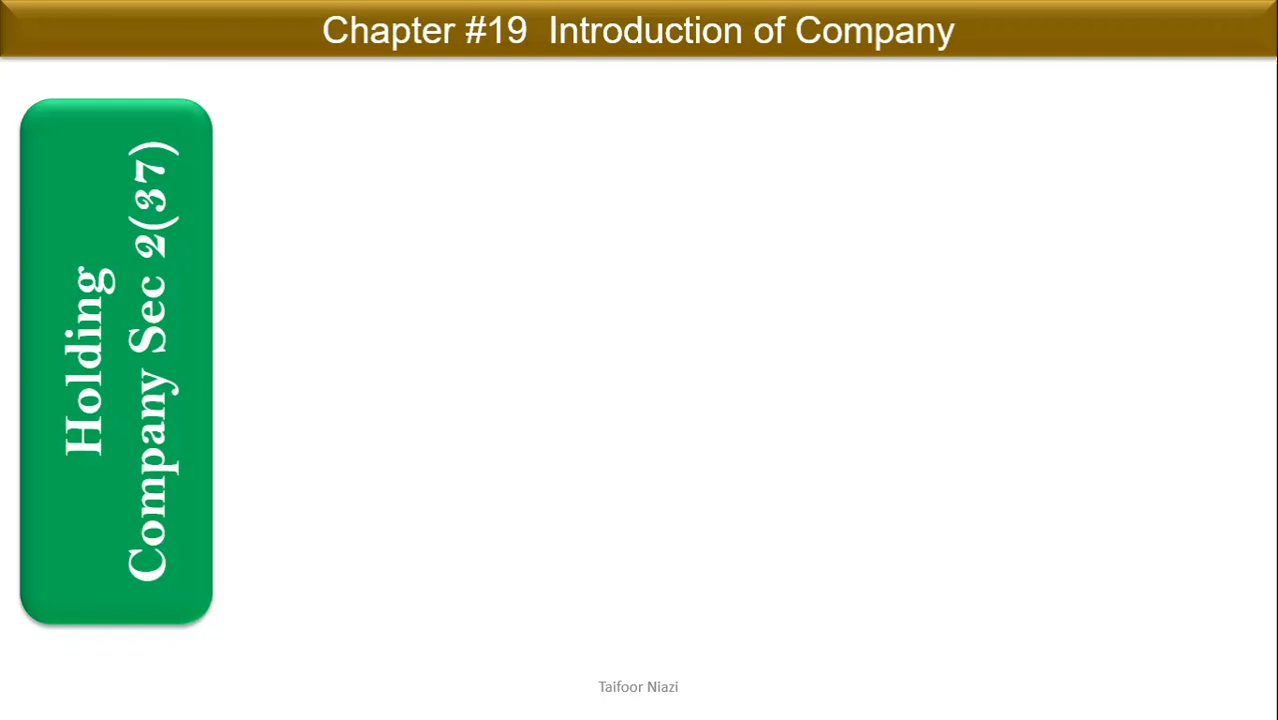 Chapter #19  Introduction of Company
Holding
Company Sec 2(37)
Taifoor Niazi